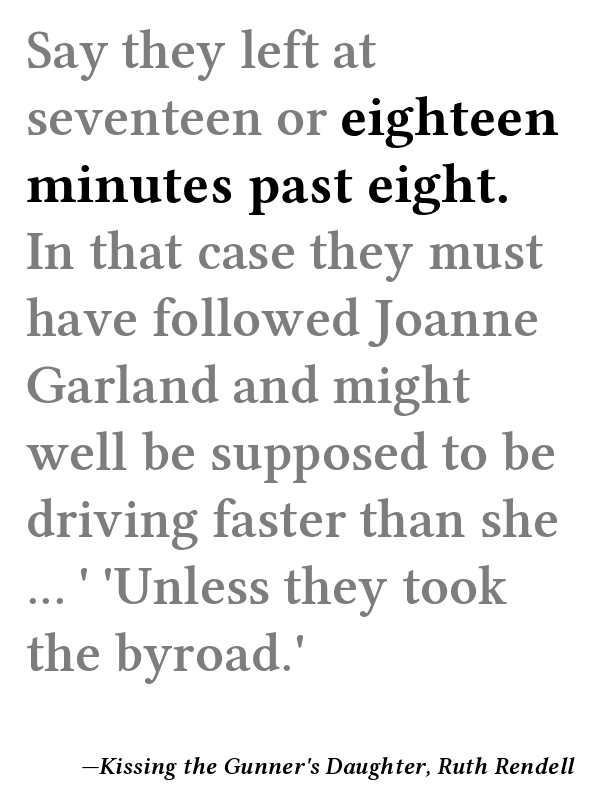 Say they left at
seventeen or eighteen
minutes past eight.
In that case they must
have followed Joanne
Garland and might
well be supposed to be
driving faster than she
... ' 'Unless they took
the byroad.'
—Kissing the Gunner's Daughter, Ruth Rendell